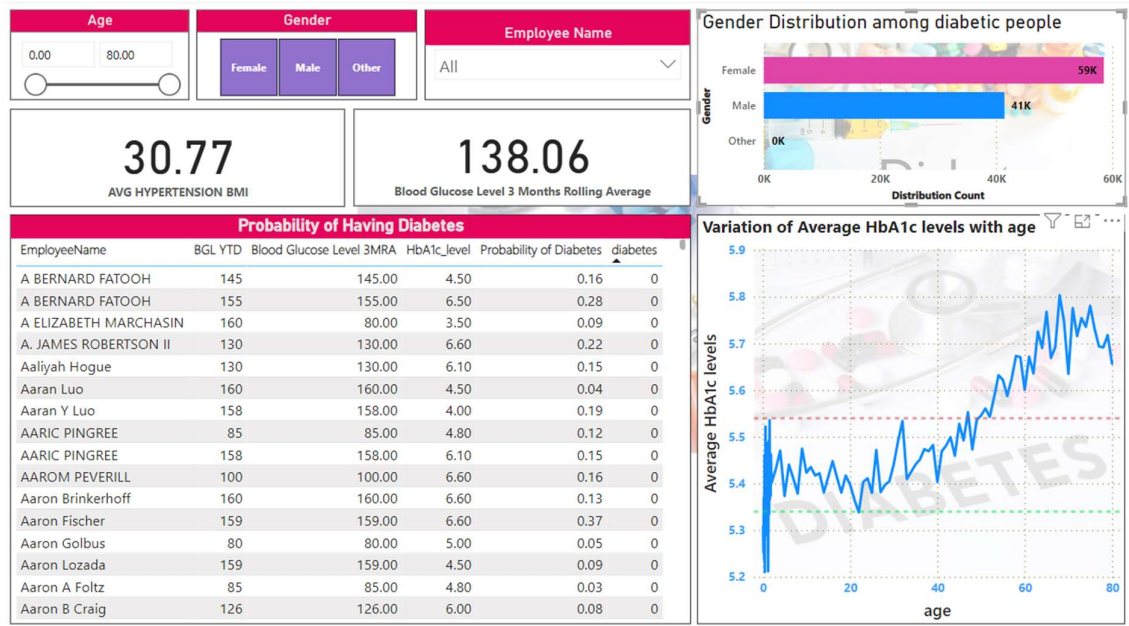 Age
0.00 80.00
Gender
Female Male Other
Employee Name
All
Gender Distribution among diabetic people
Gender
Female 59K
Male 41K
Other 0K
0K 20K 40K 60K
Distribution Count
30.77
AVG HYPERTENSION BMI
138.06
Blood Glucose Level 3 Months Rolling Average
Probability of Having Diabetes
EmployeeName BGL YTD Blood Glucose Level 3MRA HbA1c_level Probability of Diabetes diabetes
A BERNARD FATOOH 145 145.00 4.50 0.16 0
A BERNARD FATOOH 155 155.00 6.50 0.28 0
A ELIZABETH MARCHASIN 160 80.00 3.50 0.09 0
A. JAMES ROBERTSON II 130 130.00 6.60 0.22 0
Aaliyah Hogue 130 130.00 6.10 0.15 0
Aaran Luo 160 160.00 4.50 0.04 0
Aaran Y Luo 158 158.00 4.00 0.19 0
AARIC PINGREE 85 85.00 4.80 0.12 0
AARIC PINGREE 158 158.00 6.10 0.15 0
AAROM PEVERILL 100 100.00 6.60 0.16 0
Aaron Brinkerhoff 160 160.00 6.60 0.13 0
Aaron Fischer 159 159.00 6.60 0.37 0
Aaron Golbus 80 80.00 5.00 0.05 0
Aaron Lozada 159 159.00 4.50 0.09 0
Aaron A Foltz 85 85.00 4.80 0.03 0
Aaron B Craig 126 126.00 6.00 0.08 0
Variation of Average HbA1c levels with age
Average HbA1c levels
5.9
5.8
5.7
5.6
5.5
5.4
5.3
5.2
DIABETES
0 20 40 60 80
age